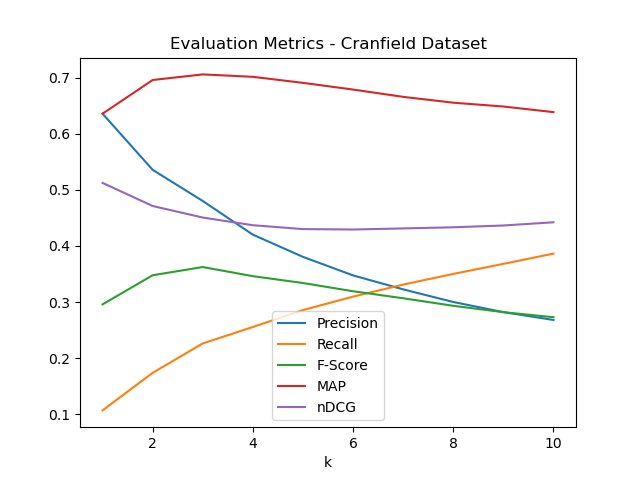 Evaluation Metrics - Cranfield Dataset
0.7
0.6
0.5
0.4
0.3
0.2
0.1
Precision
Recall
F-Score
MAP
nDCG
2 4 6 8 10
k